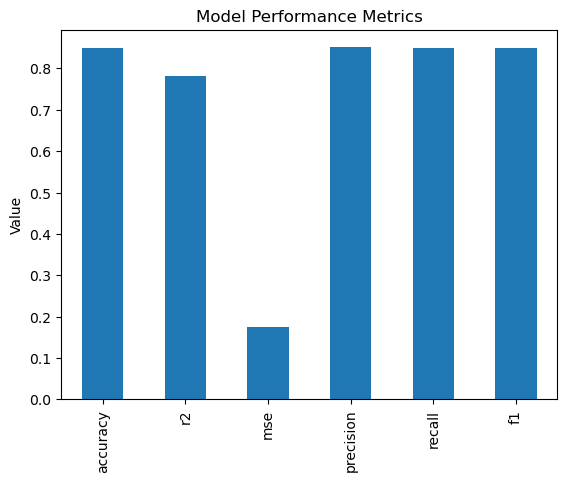 Model Performance Metrics
Value
0.8
0.7
0.6
0.5
0.4
0.3
0.2
0.1
0.0
accuracy
r2
mse
precision
recall
f1